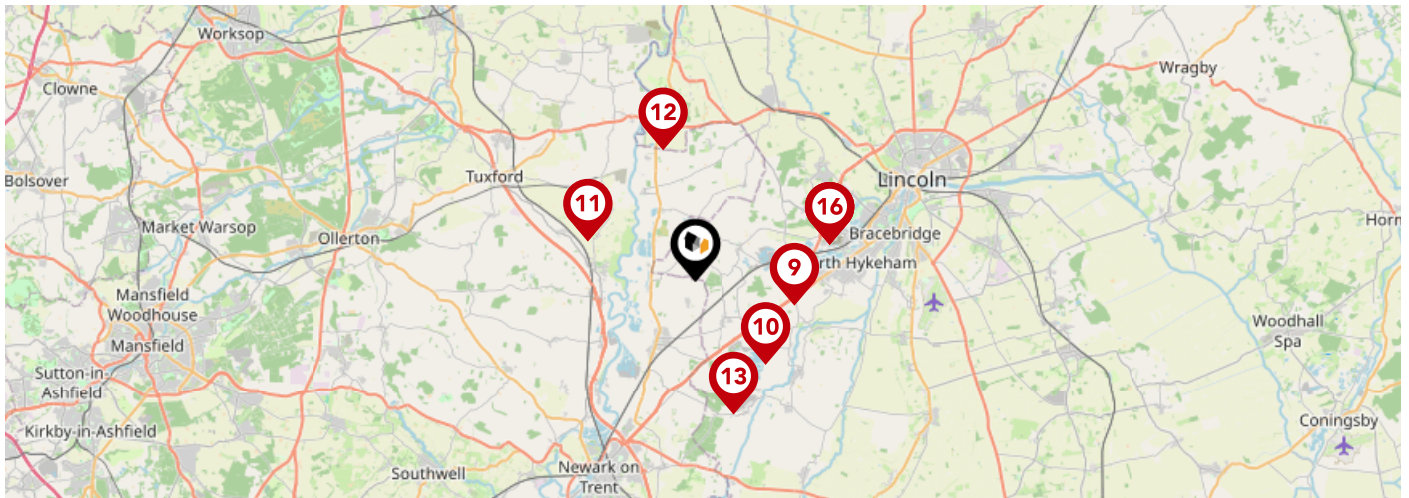 Worksop
Wragby
Clowne
12
Tuxford
Lincoln
Bolsover
11
16
Horn
Market Warsop
Ollerton
Bracebridge
9
rth Hykeham
Mansfield
Woodhouse
10
Woodhall
Spa
Mansfield
13
Sutton-in-
Ashfield
Coningsby
Kirkby-in-Ashfield
Southwell
Newark on
Trent